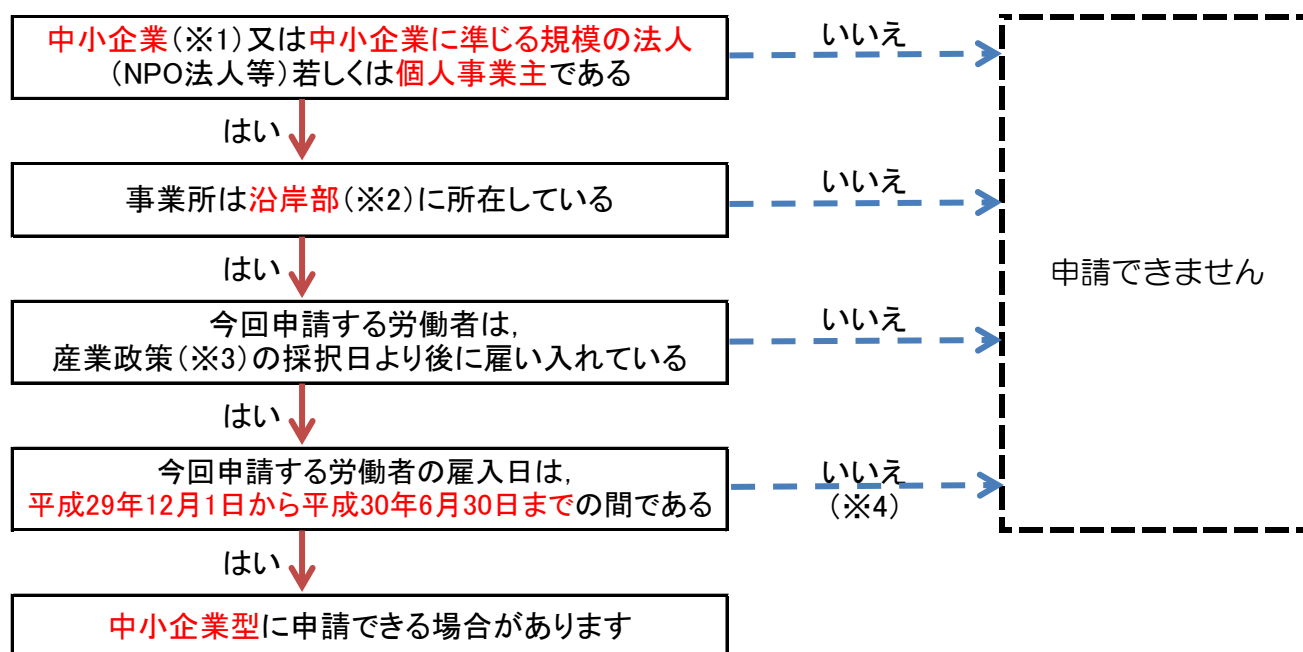 中小企業(※1)又は中小企業に準じる規模の法人
(NPO法人等)若しくは個人事業主である
いいえ
はい
事業所は沿岸部(※2)に所在している
いいえ
はい
申請できません
今回申請する労働者は,
産業政策(※3)の採択日より後に雇い入れている
いいえ
はい
今回申請する労働者の雇入日は,
平成29年12月1日から平成30年6月30日までの間である
いいえ
(※4)
はい
中小企業型に申請できる場合があります